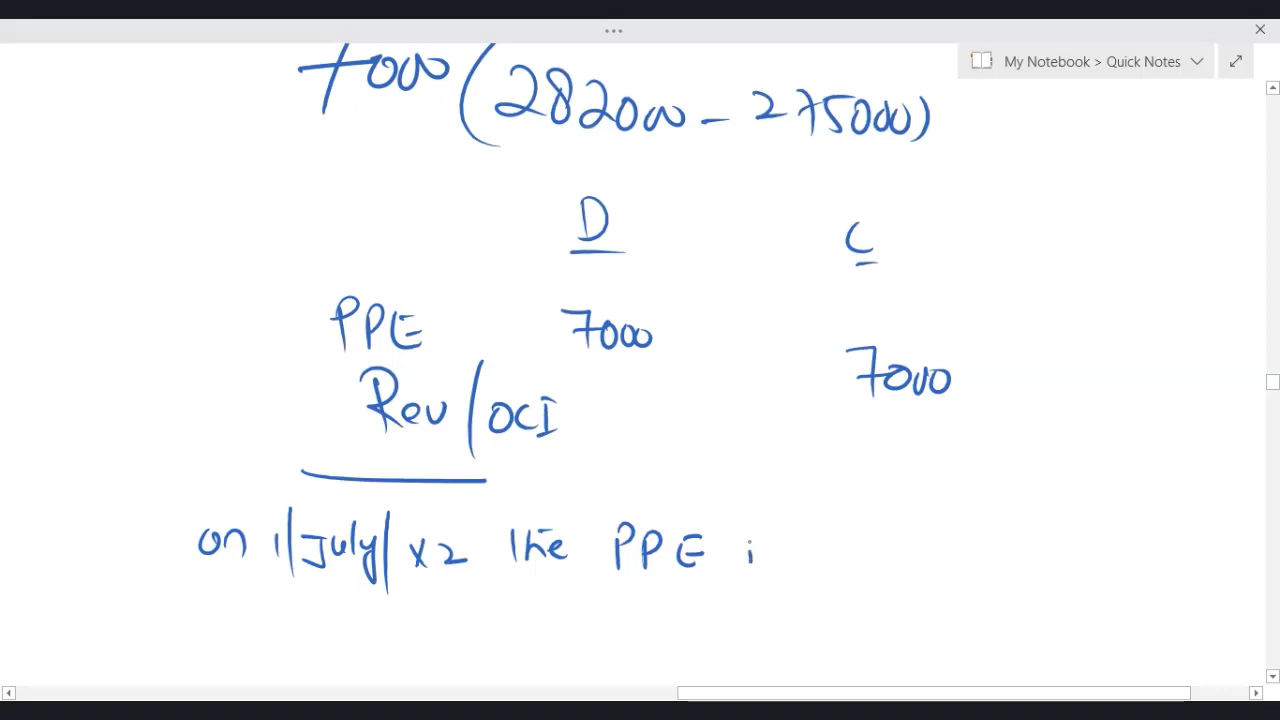 ...
My Notebook > Quick Notes
7000 (282000 - 275000)
D C
PPE 7000
Rev/OCI 7000
on 1/July/x2 the PPE i